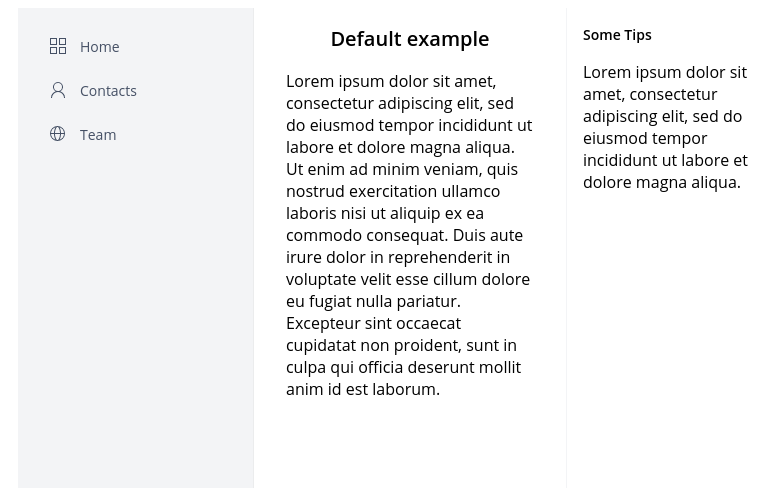 Home
Contacts
Team
Default example
Lorem ipsum dolor sit amet,
consectetur adipiscing elit, sed
do eiusmod tempor incididunt ut
labore et dolore magna aliqua.
Ut enim ad minim veniam, quis
nostrud exercitation ullamco
laboris nisi ut aliquip ex ea
commodo consequat. Duis aute
irure dolor in reprehenderit in
voluptate velit esse cillum dolore
eu fugiat nulla pariatur.
Excepteur sint occaecat
cupidatat non proident, sunt in
culpa qui officia deserunt mollit
anim id est laborum.
Some Tips
Lorem ipsum dolor sit
amet, consectetur
adipiscing elit, sed do
eiusmod tempor
incididunt ut labore et
dolore magna aliqua.